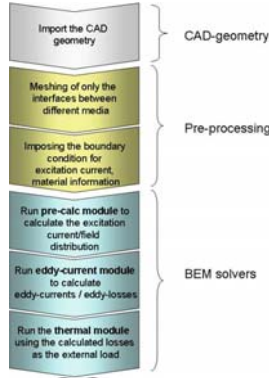 Import the CAD
geometry
CAD-geometry
Meshing of only the
interfaces between
different media
Imposing the boundary
condition for
excitation current,
material information
Pre-processing
Run pre-calc module to
calculate the excitation
current/field
distribution
Run eddy-current module
to calculate
eddy-currents / eddy-losses
Run the thermal module
using the calculated losses
as the external load
BEM solvers